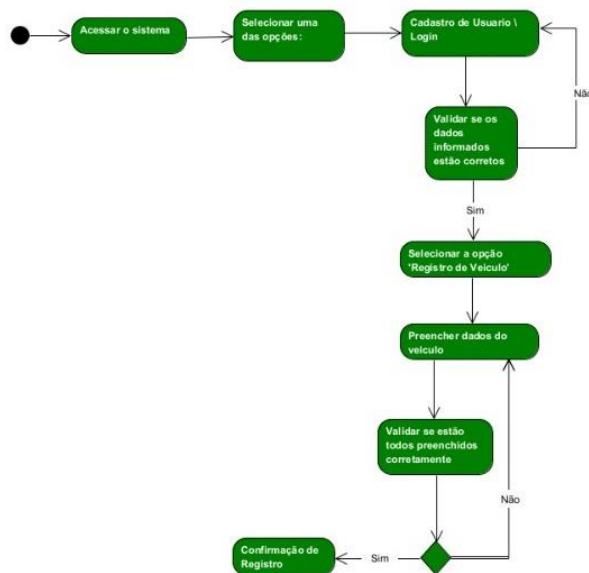 Acessar o sistema
Selecionar uma
das opções:
Cadastro de Usuario \
Login
Não
Validar se os
dados
informados
estão corretos
Sim
Selecionar a opção
'Registro de Veiculo'
Preencher dados do
veículo
Validar se estão
todos preenchidos
corretamente
Não
Sim
Confirmação de
Registro